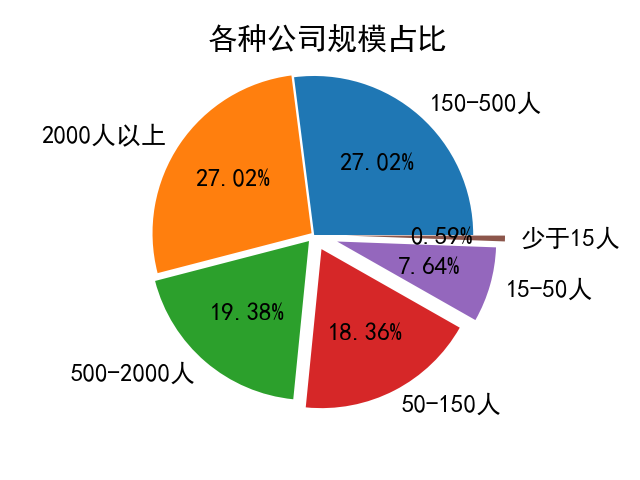 各种公司规模占比
150-500人
2000人以上
27.02%
27.02%
0.59%
少于15人
7.64%
15-50人
19.38%
18.36%
500-2000人
50-150人